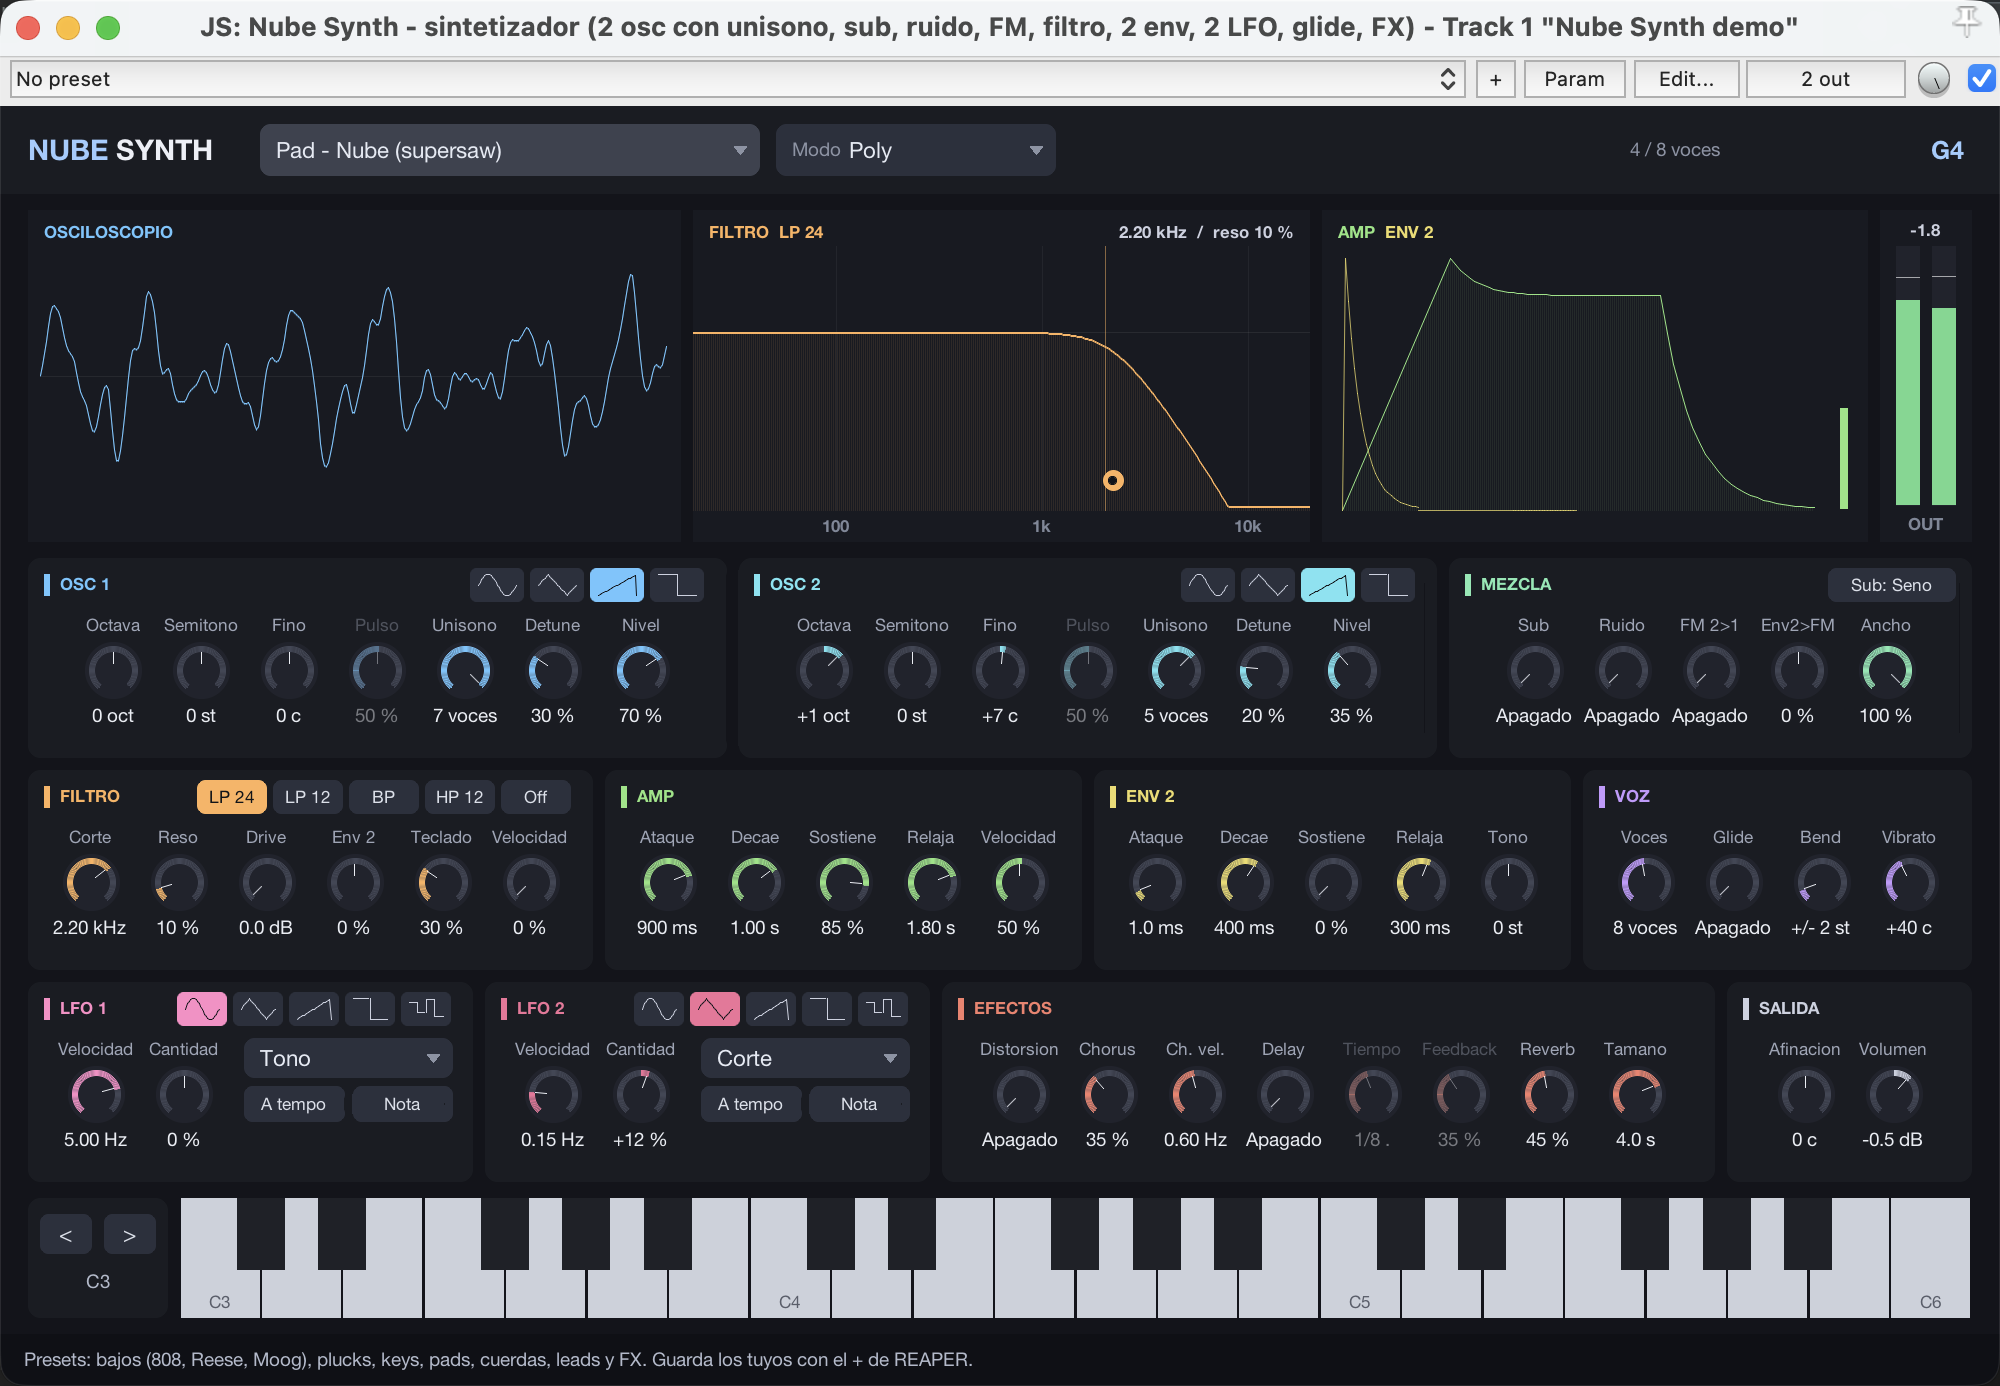 JS: Nube Synth - sintetizador (2 osc con unisono, sub, ruido, FM, filtro, 2 env, 2 LFO, glide, FX) - Track 1 "Nube Synth demo"
No preset
+ Param Edit... 2 out
NUBE SYNTH Pad - Nube (supersaw) Modo Poly 4 / 8 voces G4
OSCILOSCOPIO
FILTRO LP 24 2.20 kHz / reso 10 %
100 1k 10k
AMP ENV 2
-1.8
OUT
OSC 1
Octava Semitono Fino Pulso Unisono Detune Nivel
0 oct 0 st 0 c 50 % 7 voces 30 % 70 %
OSC 2
Octava Semitono Fino Pulso Unisono Detune Nivel
+1 oct 0 st +7 c 50 % 5 voces 20 % 35 %
MEZCLA Sub: Seno
Sub Ruido FM 2>1 Env2>FM Ancho
Apagado Apagado Apagado 0 % 100 %
FILTRO LP 24 LP 12 BP HP 12 Off
Corte Reso Drive Env 2 Teclado Velocidad
2.20 kHz 10 % 0.0 dB 0 % 30 % 0 %
AMP
Ataque Decae Sostiene Relaja Velocidad
900 ms 1.00 s 85 % 1.80 s 50 %
ENV 2
Ataque Decae Sostiene Relaja Tono
1.0 ms 400 ms 0 % 300 ms 0 st
VOZ
Voces Glide Bend Vibrato
8 voces Apagado +/- 2 st +40 c
LFO 1
Velocidad Cantidad Tono
A tempo Nota
5.00 Hz 0 %
LFO 2
Velocidad Cantidad Corte
A tempo Nota
0.15 Hz +12 %
EFECTOS
Distorsion Chorus Ch. vel. Delay Tiempo Feedback Reverb Tamano
Apagado 35 % 0.60 Hz Apagado 1/8 . 35 % 45 % 4.0 s
SALIDA
Afinacion Volumen
0 c -0.5 dB
< >
C3
C3 C4 C5 C6
Presets: bajos (808, Reese, Moog), plucks, keys, pads, cuerdas, leads y FX. Guarda los tuyos con el + de REAPER.